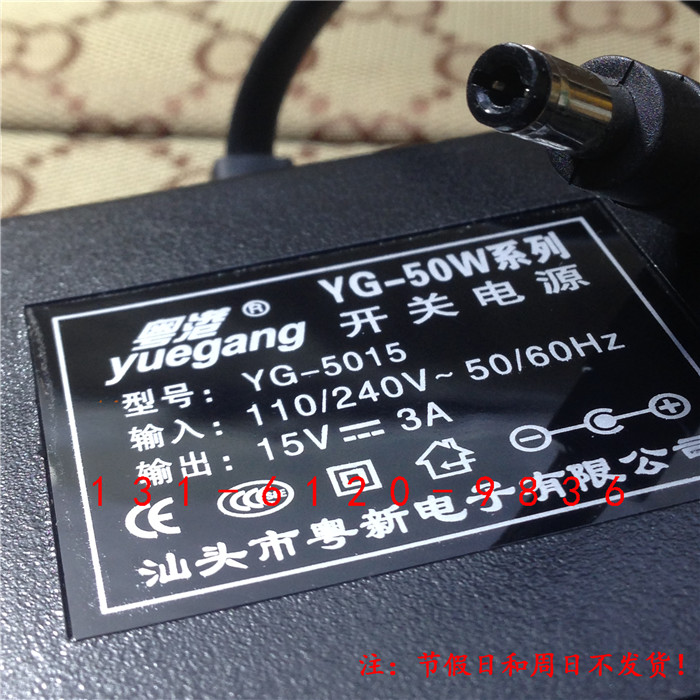 YG-50W系列
粤港®
yuegang
开关电源
型号：YG-5015
输入：110/240V~ 50/60Hz
输出：15V⎓3A
131-6120-9836
CE CCC
汕头市粤新电子有限公司
注：节假日和周日不发货！